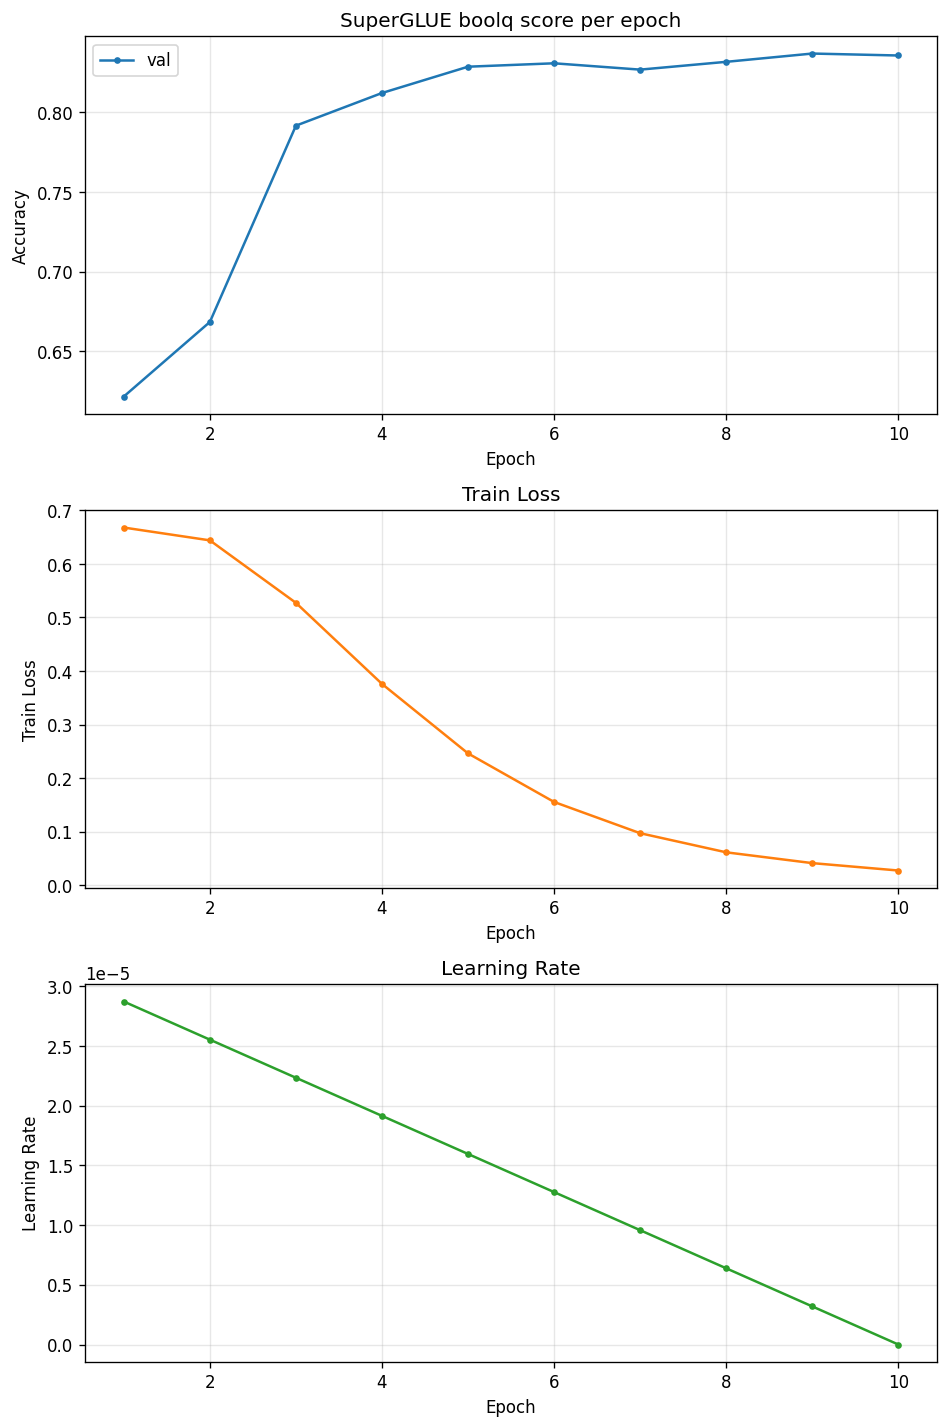 SuperGLUE boolq score per epoch
val
0.80
0.75
0.70
0.65
Accuracy
2 4 6 8 10
Epoch
Train Loss
0.7
0.6
0.5
0.4
0.3
0.2
0.1
0.0
Train Loss
2 4 6 8 10
Epoch
Learning Rate
1e−5
3.0
2.5
2.0
1.5
1.0
0.5
0.0
Learning Rate
2 4 6 8 10
Epoch